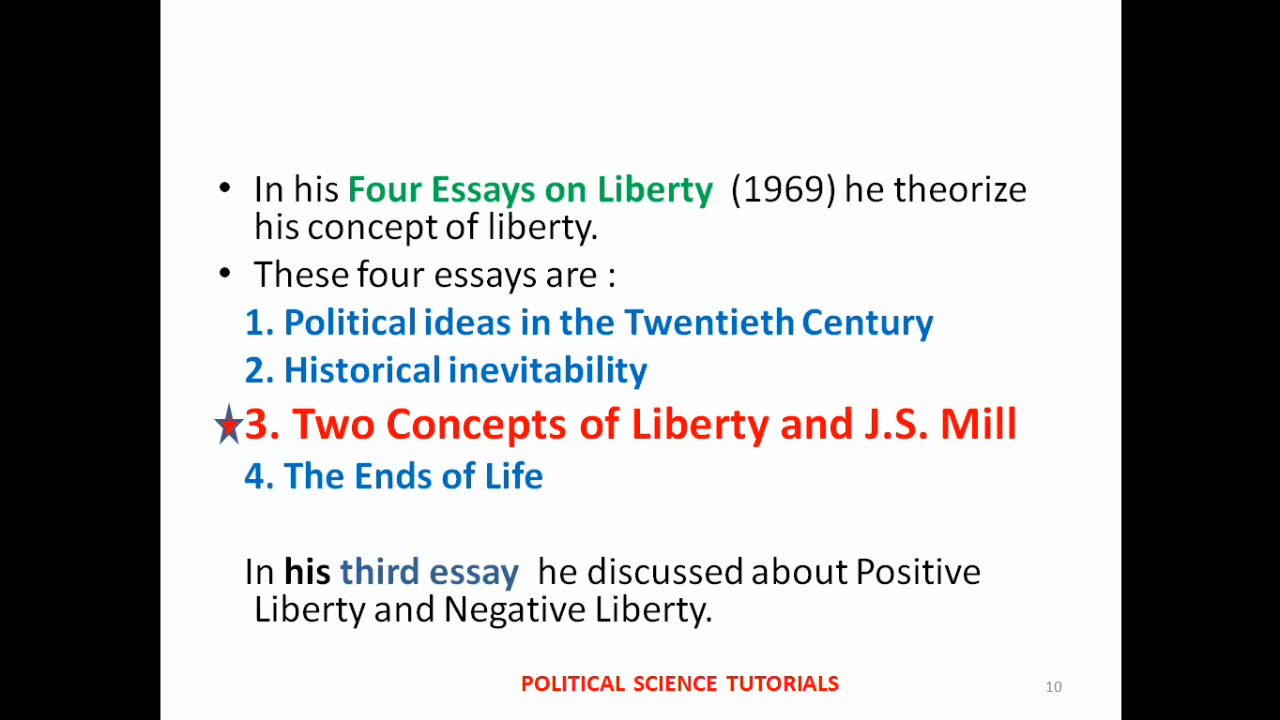 • In his Four Essays on Liberty (1969) he theorize
his concept of liberty.
• These four essays are :
1. Political ideas in the Twentieth Century
2. Historical inevitability
3. Two Concepts of Liberty and J.S. Mill
4. The Ends of Life
In his third essay he discussed about Positive
Liberty and Negative Liberty.
POLITICAL SCIENCE TUTORIALS
10